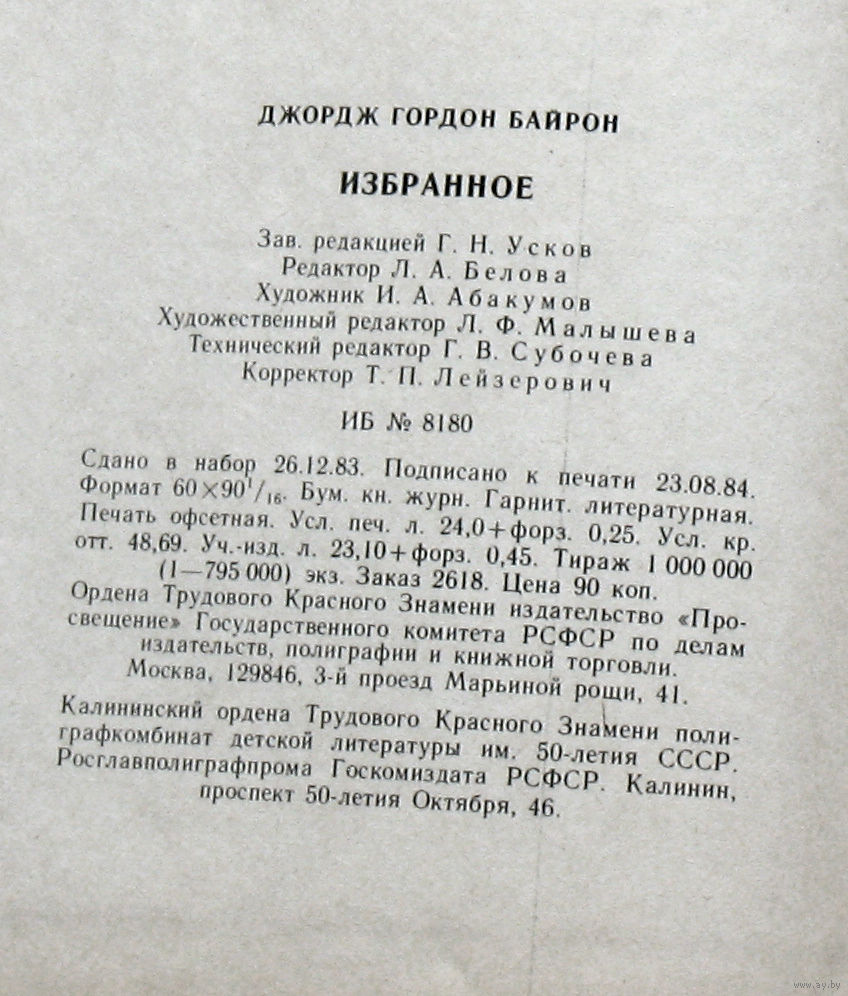 ДЖОРДЖ ГОРДОН БАЙРОН
ИЗБРАННОЕ
Зав. редакцией Г. Н. Усков
Редактор Л. А. Белова
Художник И. А. Абакумов
Художественный редактор Л. Ф. Малышева
Технический редактор Г. В. Субочева
Корректор Т. П. Лейзерович
ИБ № 8180
Сдано в набор 26.12.83. Подписано к печати 23.08.84.
Формат 60×90 1/16. Бум. кн. журн. Гарнит. литературная.
Печать офсетная. Усл. печ. л. 24,0+форз. 0,25. Усл. кр.
отт. 48,69. Уч.-изд. л. 23,10+форз. 0,45. Тираж 1 000 000
(1—795 000) экз. Заказ 2618. Цена 90 коп.
Ордена Трудового Красного Знамени издательство «Про-
свещение» Государственного комитета РСФСР по делам
издательств, полиграфии и книжной торговли.
Москва, 129846, 3-й проезд Марьиной рощи, 41.
Калининский ордена Трудового Красного Знамени поли-
графкомбинат детской литературы им. 50-летия СССР.
Росглавполиграфпрома Госкомиздата РСФСР. Калинин,
проспект 50-летия Октября, 46.
www.ay.by